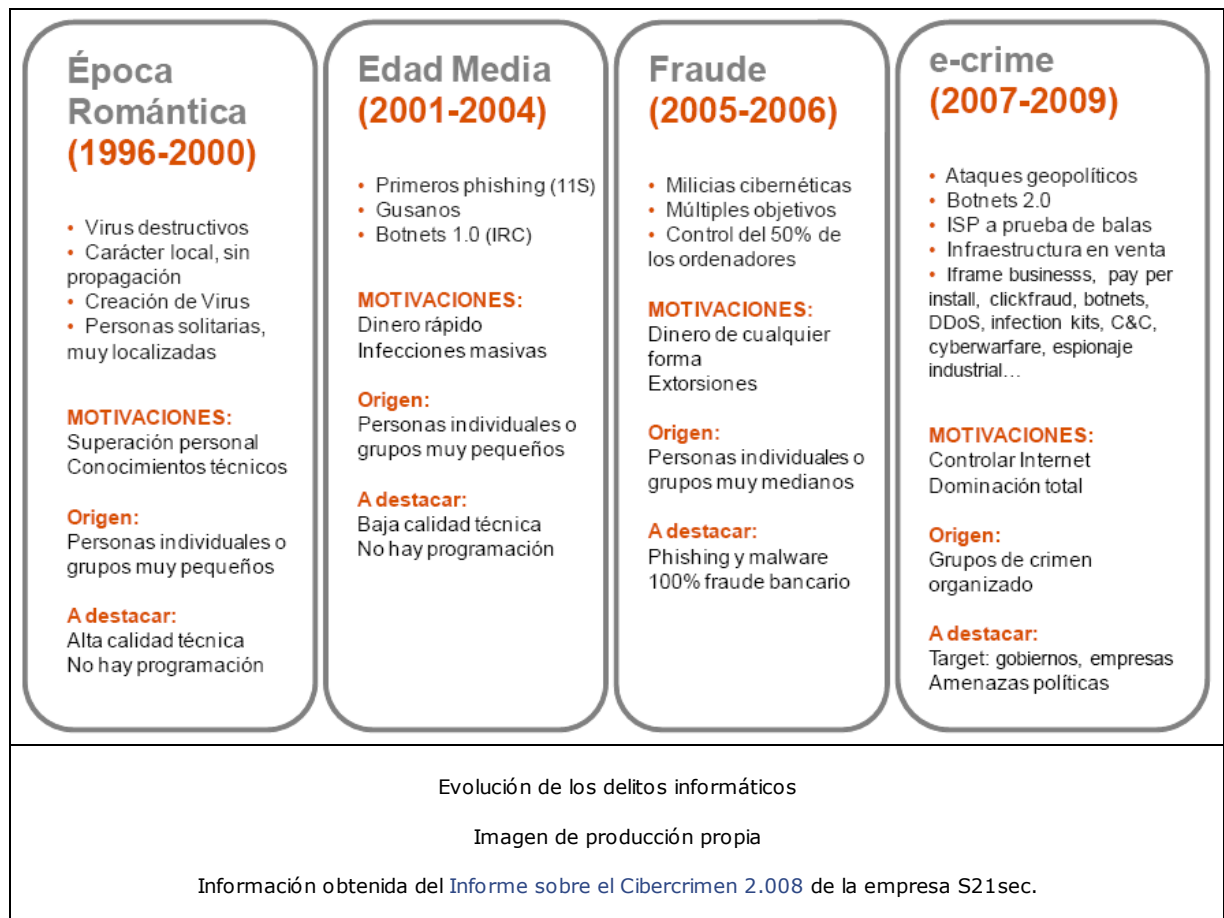 Época
Romántica
(1996-2000)
• Virus destructivos
• Carácter local, sin
propagación
• Creación de Virus
• Personas solitarias,
muy localizadas
MOTIVACIONES:
Superación personal
Conocimientos técnicos
Origen:
Personas individuales o
grupos muy pequeños
A destacar:
Alta calidad técnica
No hay programación
Edad Media
(2001-2004)
• Primeros phishing (11S)
• Gusanos
• Botnets 1.0 (IRC)
MOTIVACIONES:
Dinero rápido
Infecciones masivas
Origen:
Personas individuales o
grupos muy pequeños
A destacar:
Baja calidad técnica
No hay programación
Fraude
(2005-2006)
• Milicias cibernéticas
• Múltiples objetivos
• Control del 50% de
los ordenadores
MOTIVACIONES:
Dinero de cualquier
forma
Extorsiones
Origen:
Personas individuales o
grupos muy medianos
A destacar:
Phishing y malware
100% fraude bancario
e-crime
(2007-2009)
• Ataques geopolíticos
• Botnets 2.0
• ISP a prueba de balas
• Infraestructura en venta
• Iframe businesss, pay per
install, clickfraud, botnets,
DDoS, infection kits, C&C,
cyberwarfare, espionaje
industrial…
MOTIVACIONES:
Controlar Internet
Dominación total
Origen:
Grupos de crimen
organizado
A destacar:
Target: gobiernos, empresas
Amenazas políticas
Evolución de los delitos informáticos
Imagen de producción propia
Información obtenida del Informe sobre el Cibercrimen 2.008 de la empresa S21sec.